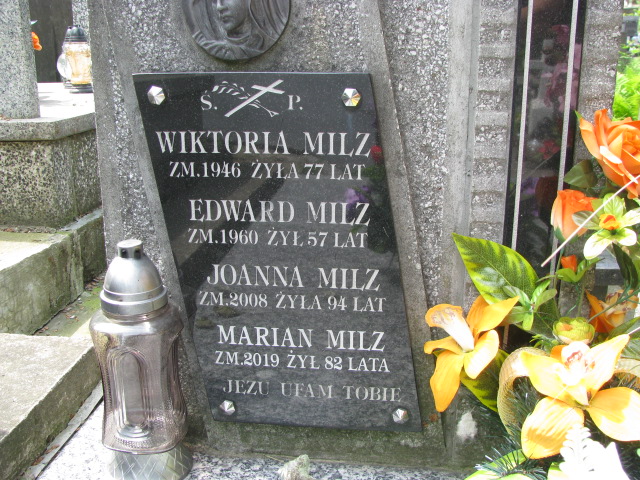 Ś. P.
WIKTORIA MILZ
ZM.1946 ŻYŁA 77 LAT
EDWARD MILZ
ZM.1960 ŻYŁ 57 LAT
JOANNA MILZ
ZM.2008 ŻYŁA 94 LAT
MARIAN MILZ
ZM.2019 ŻYŁ 82 LATA
JEZU UFAM TOBIE